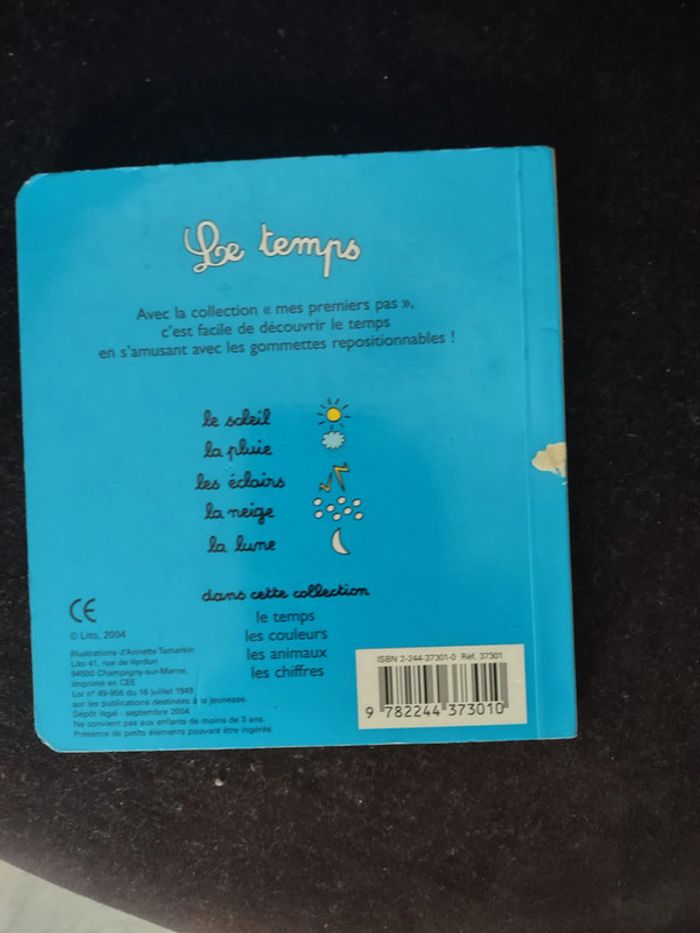 Le temps
Avec la collection « mes premiers pas »,
c'est facile de découvrir le temps
en s'amusant avec les gommettes repositionnables !
le soleil
la pluie
les éclairs
la neige
la lune
dans cette collection
le temps
les couleurs
les animaux
les chiffres
CE
© Lito, 2004
Illustrations d'Annette Tamarkin
Lito 41, rue de Verdun
94500 Champigny-sur-Marne.
Imprimé en CEE
Loi n° 49-956 du 16 juillet 1949
sur les publications destinées à la jeunesse.
Dépôt légal : septembre 2004
Ne convient pas aux enfants de moins de 3 ans.
Présence de petits éléments pouvant être ingérés.
ISBN 2-244-37301-0 Réf. 37301
9 782244 373010